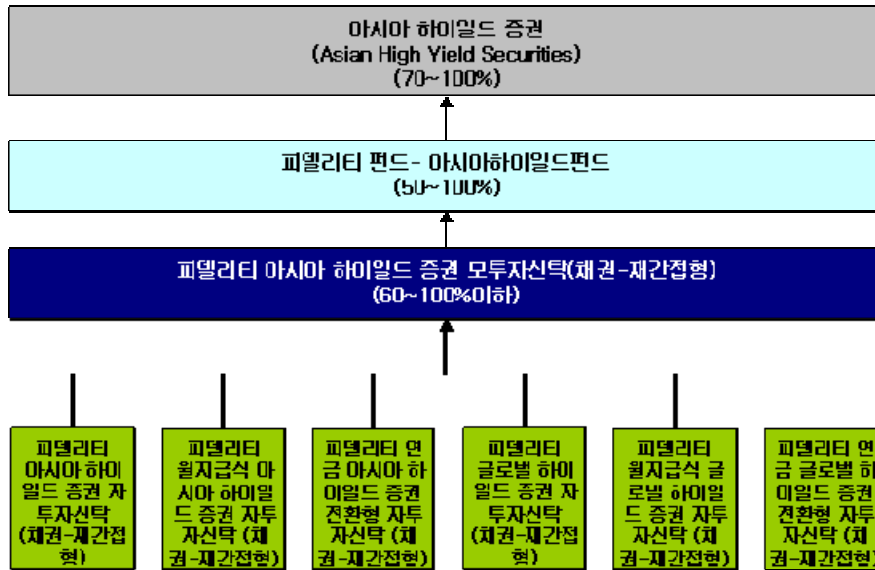 아시아 하이일드 증권
(Asian High Yield Securities)
(70~100%)
피델리티 펀드- 아시아하이일드펀드
(50~100%)
피델리티 아시아 하이일드 증권 모투자신탁(채권-재간접형)
(60~100%이하)
피델리티
아시아 하이
일드 증권 자
투자신탁
(채권-재간접
형)
피델리티
월지급식 아
시아 하이일
드 증권 자투
자신탁 (채
권-재간접형)
피델리티 연
금 아시아 하
이일드 증권
전환형 자투
자신탁 (채
권-재간접형)
피델리티
글로벌 하이
일드 증권 자
투자신탁
(채권-재간접
형)
피델리티
월지급식 글
로벌 하이일
드 증권 자투
자신탁 (채
권-재간접형)
피델리티 연
금 글로벌 하
이일드 증권
전환형 자투
자신탁 (채
권-재간접형)